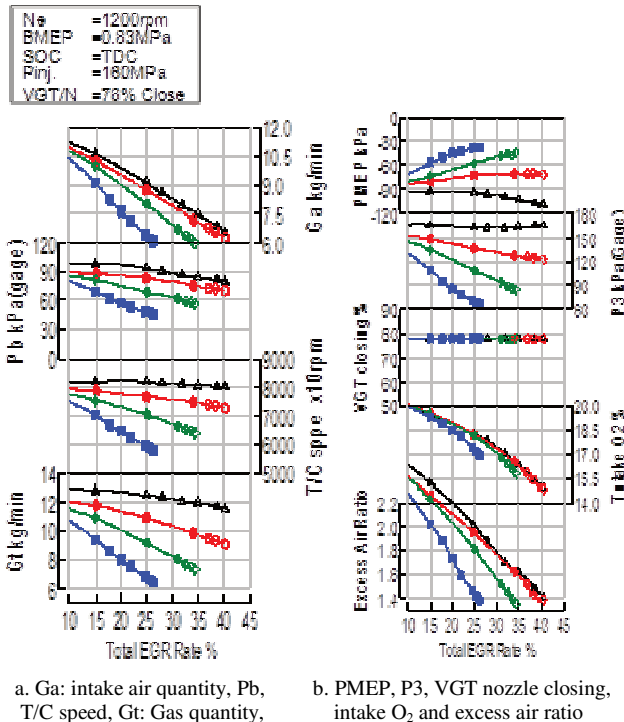 Ne =1200rpm
BMEP =0.83MPa
SOC =TDC
Pinj. =160MPa
VGT/N =78% Close
12.0
10.5
9.0
7.5
6.0
Ga kg/min
120
90
60
30
0
Pb kPa(gage)
9000
8000
7000
6000
5000
T/C sppe x10rpm
14
12
10
8
6
Gt kg/min
10 15 20 25 30 35 40 45
Total EGR Rate %
0
-30
-60
-90
-120
PMEP kPa
180
150
120
90
60
P3 kPa(Gage)
90
80
70
60
50
VGT closing %
20.0
18.5
17.0
15.5
14.0
Intake O2 %
2.2
2.0
1.8
1.6
1.4
Excess Air Ratio
10 15 20 25 30 35 40 45
Total EGR Rate %
a. Ga: intake air quantity, Pb,
T/C speed, Gt: Gas quantity,
b. PMEP, P3, VGT nozzle closing,
intake O2 and excess air ratio